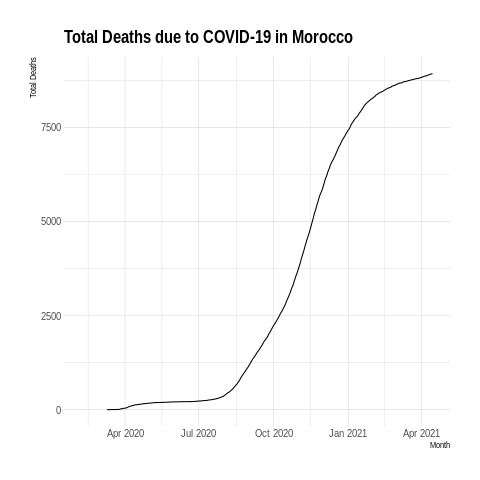 Total Deaths due to COVID-19 in Morocco
Total Deaths
7500
5000
2500
0
Apr 2020
Jul 2020
Oct 2020
Jan 2021
Apr 2021
Month